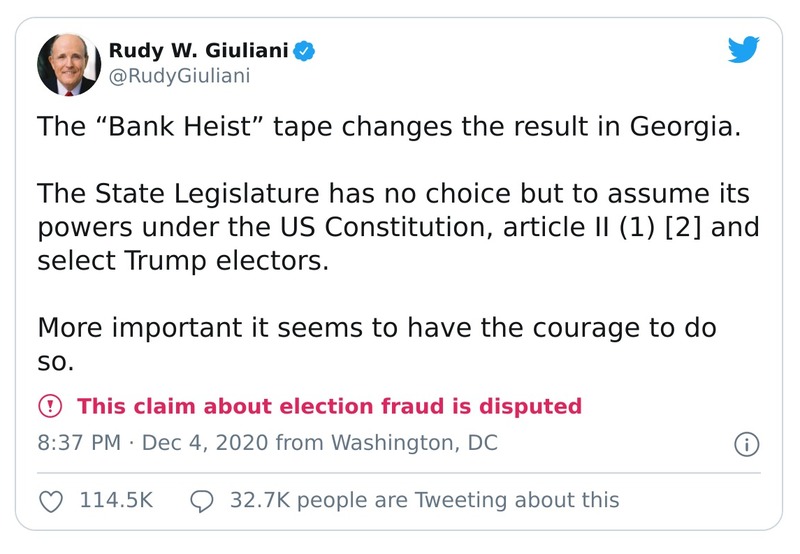 Rudy W. Giuliani
@RudyGiuliani
The “Bank Heist” tape changes the result in Georgia.
The State Legislature has no choice but to assume its
powers under the US Constitution, article II (1) [2] and
select Trump electors.
More important it seems to have the courage to do
so.
This claim about election fraud is disputed
8:37 PM · Dec 4, 2020 from Washington, DC
114.5K 32.7K people are Tweeting about this